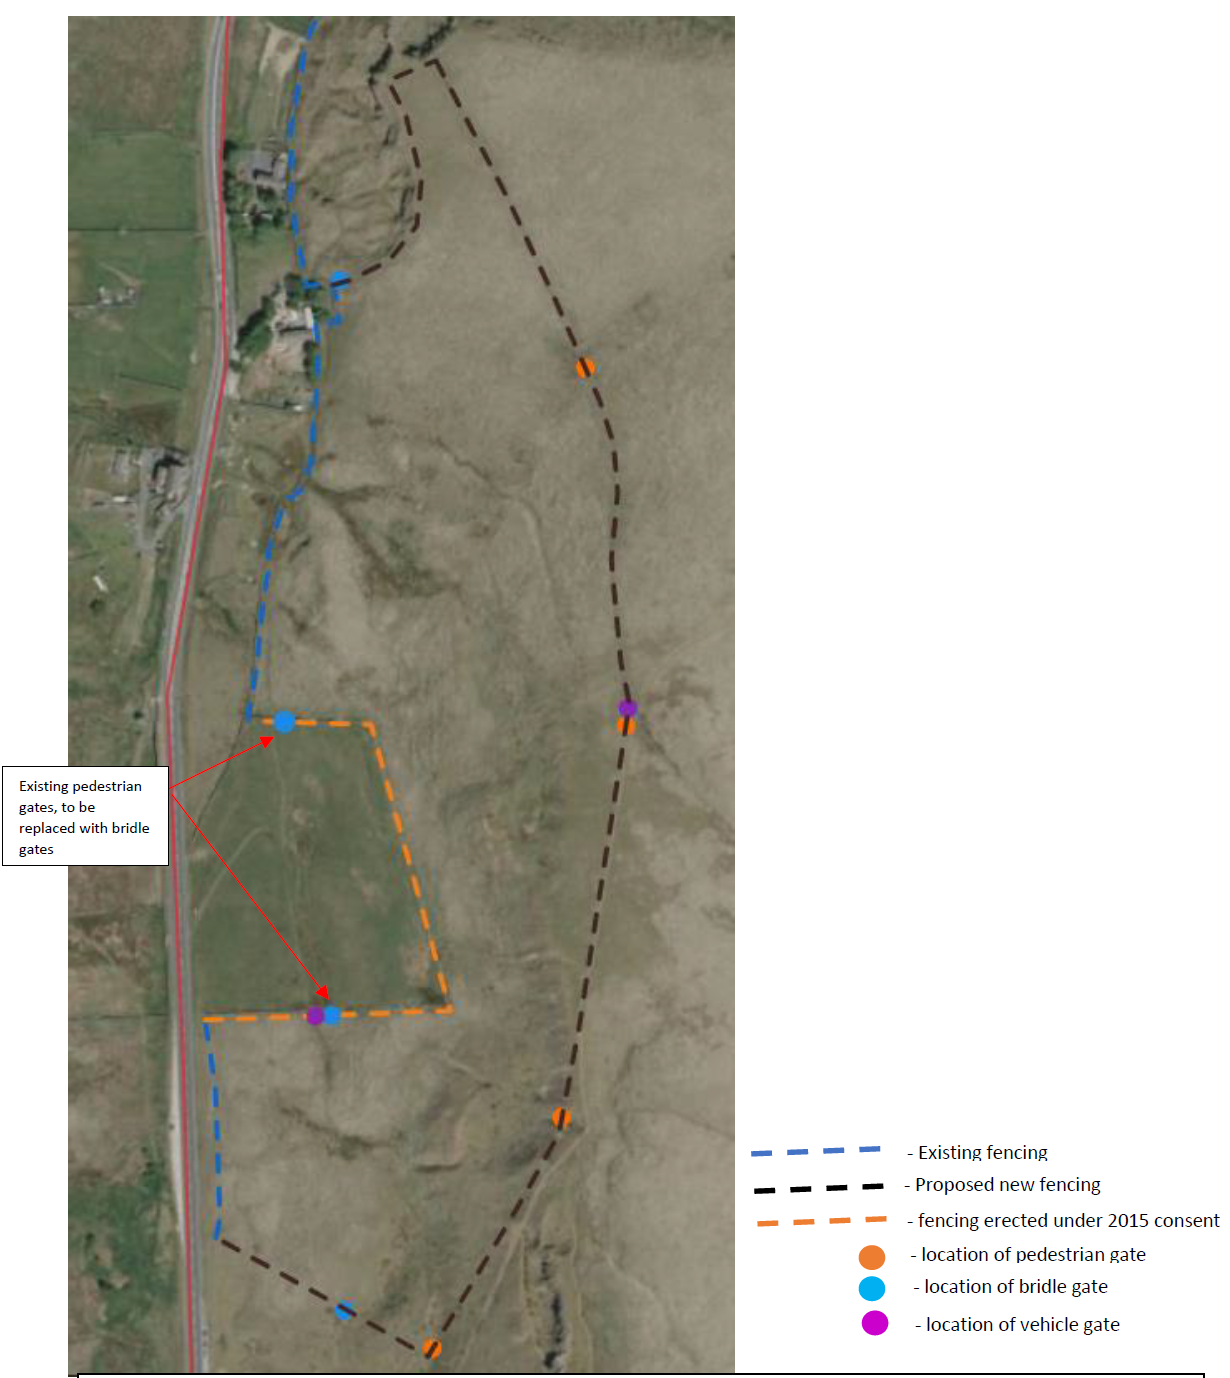 Existing pedestrian
gates, to be
replaced with bridle
gates
- Existing fencing
- Proposed new fencing
- fencing erected under 2015 consent
- location of pedestrian gate
- location of bridle gate
- location of vehicle gate